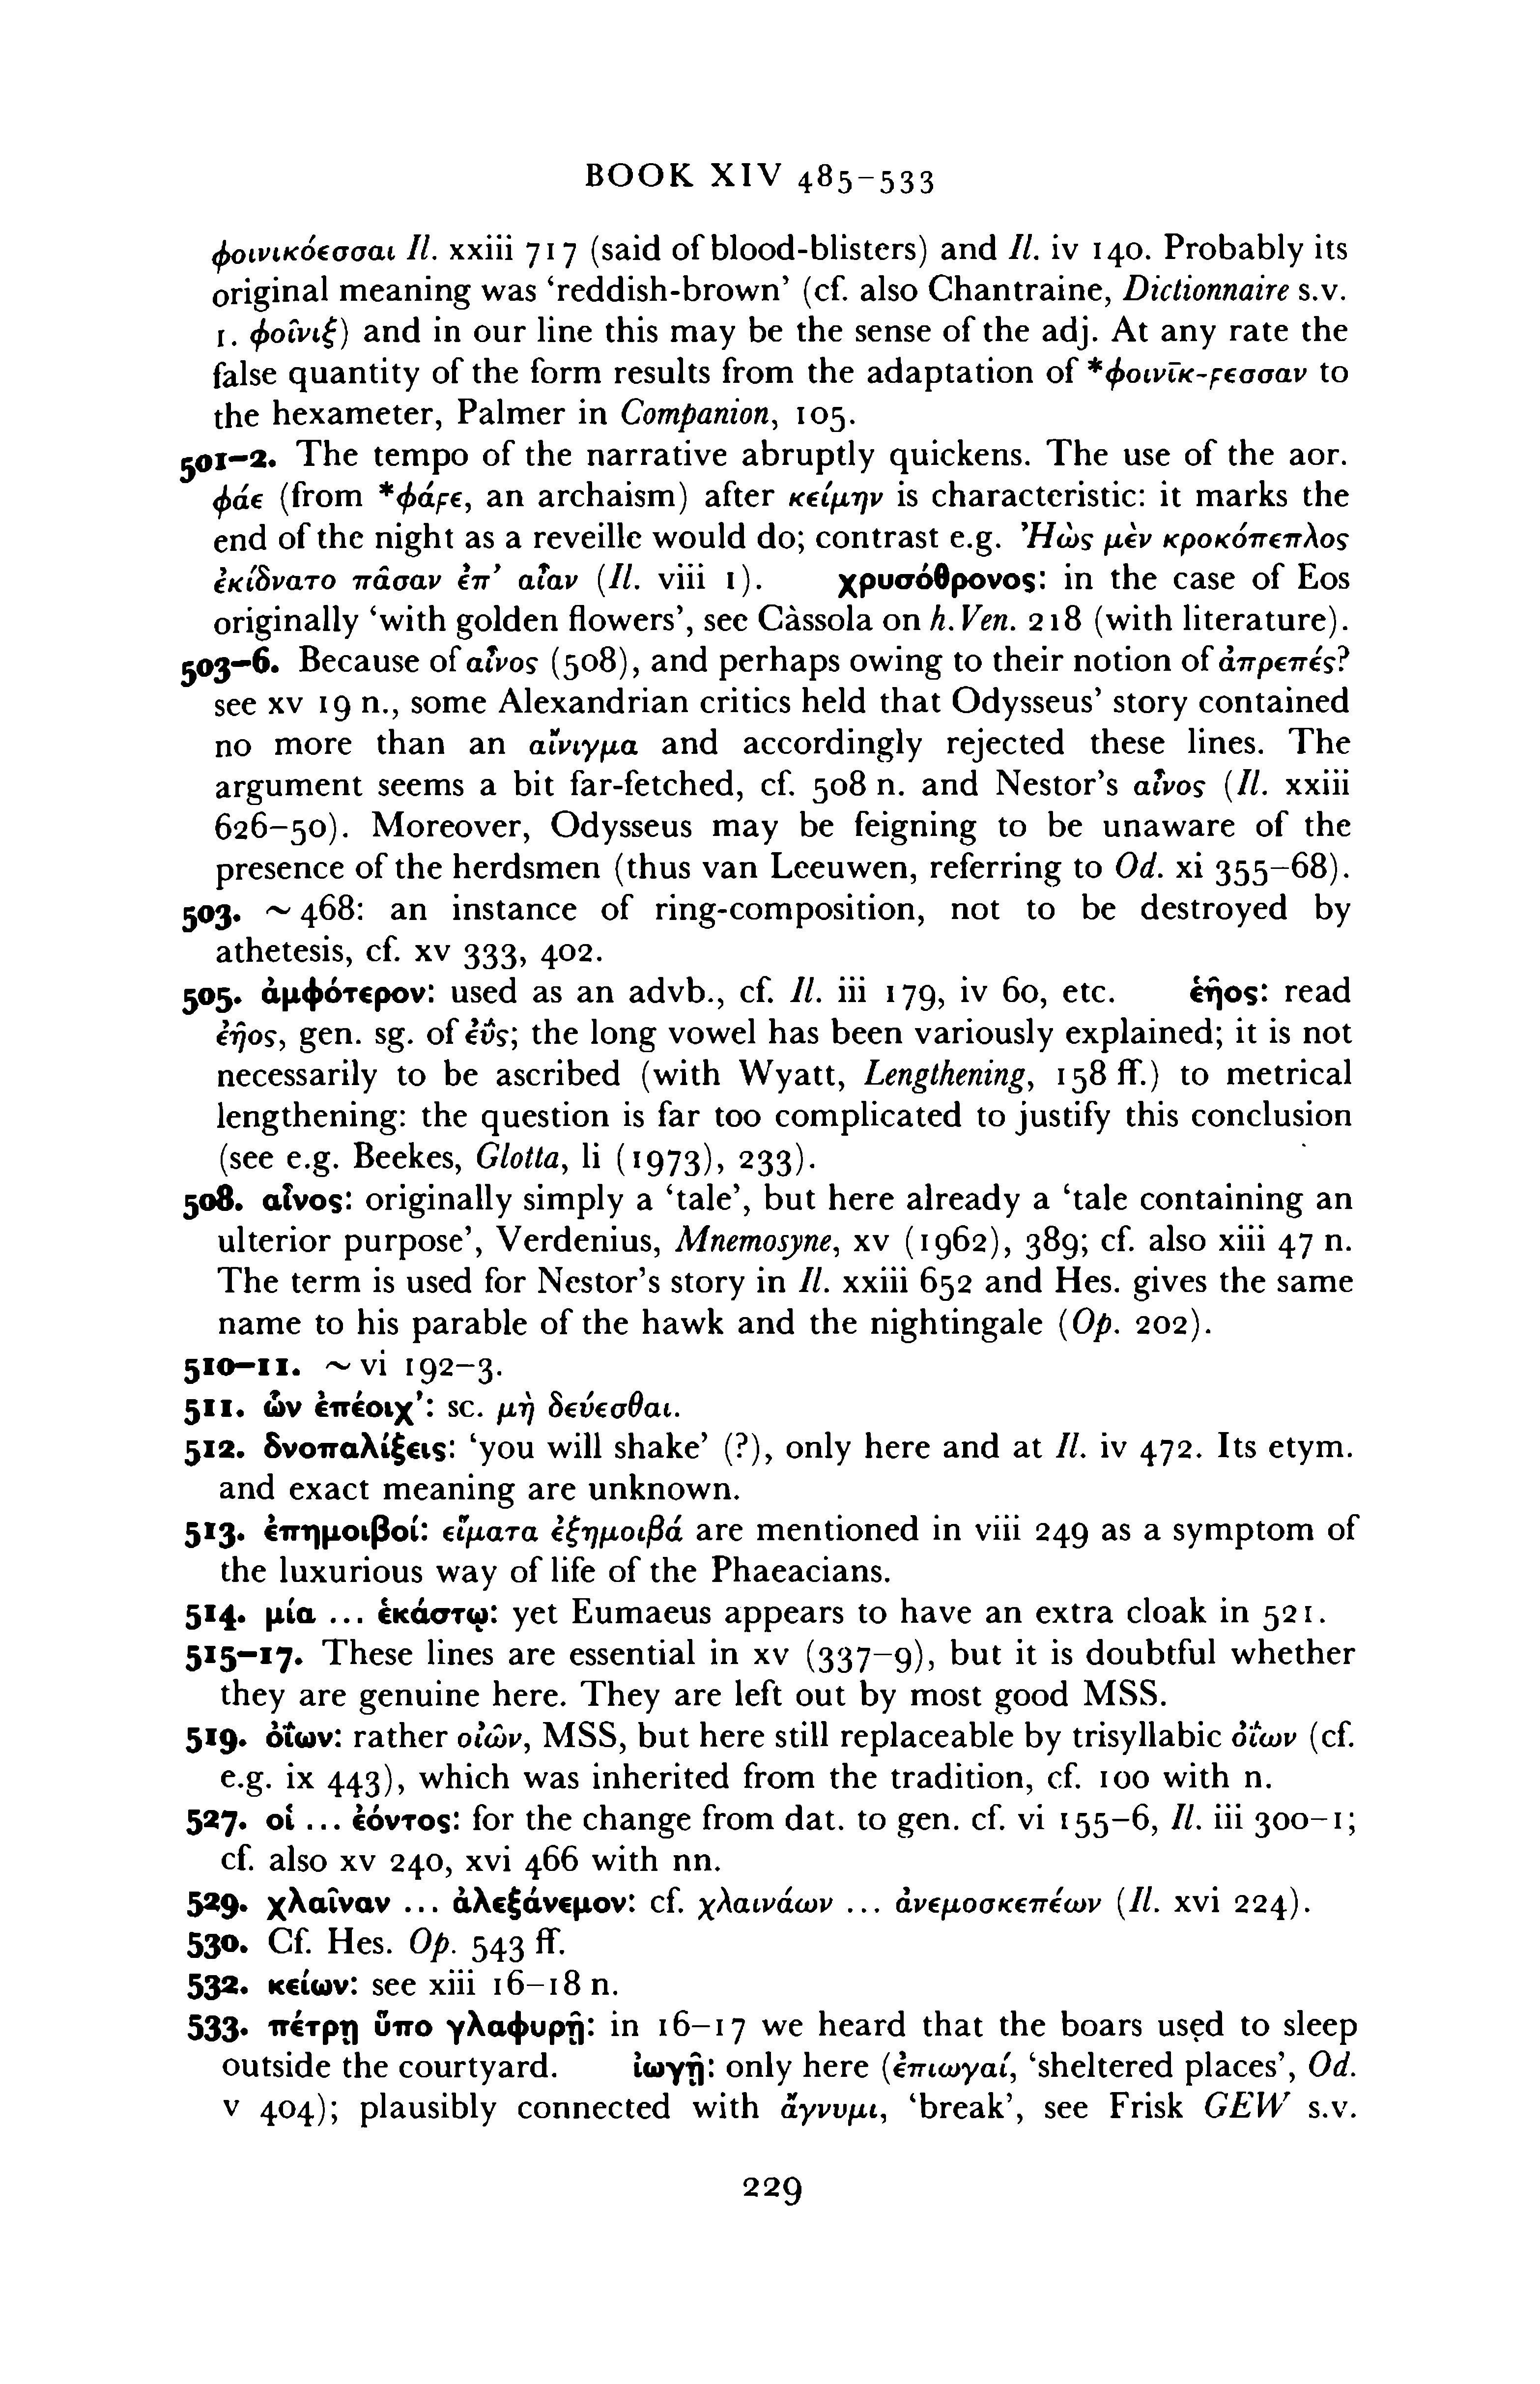 BOOK XIV 485–533
φοινικόεσσαι Il. xxiii 717 (said of blood-blisters) and Il. iv 140. Probably its
original meaning was ‘reddish-brown’ (cf. also Chantraine, Dictionnaire s.v.
1. φοῖνιξ) and in our line this may be the sense of the adj. At any rate the
false quantity of the form results from the adaptation of *φοινῑκ-ϝεσσαν to
the hexameter, Palmer in Companion, 105.
501–2. The tempo of the narrative abruptly quickens. The use of the aor.
φάε (from *φάϝε, an archaism) after κείμην is characteristic: it marks the
end of the night as a reveille would do; contrast e.g. Ἠὼς μὲν κροκόπεπλος
ἐκίδνατο πᾶσαν ἐπ’ αἶαν (Il. viii 1). χρυσόθρονος: in the case of Eos
originally ‘with golden flowers’, see Càssola on h. Ven. 218 (with literature).
503–6. Because of αἶνος (508), and perhaps owing to their notion of ἀπρεπές?
see xv 19 n., some Alexandrian critics held that Odysseus’ story contained
no more than an αἴνιγμα and accordingly rejected these lines. The
argument seems a bit far-fetched, cf. 508 n. and Nestor’s αἶνος (Il. xxiii
626–50). Moreover, Odysseus may be feigning to be unaware of the
presence of the herdsmen (thus van Leeuwen, referring to Od. xi 355–68).
503. ~ 468: an instance of ring-composition, not to be destroyed by
athetesis, cf. xv 333, 402.
505. ἀμφότερον: used as an advb., cf. Il. iii 179, iv 60, etc. ἑῆος: read
ἐῆος, gen. sg. of ἐΰς; the long vowel has been variously explained; it is not
necessarily to be ascribed (with Wyatt, Lengthening, 158 ff.) to metrical
lengthening: the question is far too complicated to justify this conclusion
(see e.g. Beekes, Glotta, li (1973), 233).
508. αἶνος: originally simply a ‘tale’, but here already a ‘tale containing an
ulterior purpose’, Verdenius, Mnemosyne, xv (1962), 389; cf. also xiii 47 n.
The term is used for Nestor’s story in Il. xxiii 652 and Hes. gives the same
name to his parable of the hawk and the nightingale (Op. 202).
510–11. ~ vi 192–3.
511. ὧν ἐπέοιχ’: sc. μὴ δεύεσθαι.
512. δνοπαλίξεις: ‘you will shake’ (?), only here and at Il. iv 472. Its etym.
and exact meaning are unknown.
513. ἐπημοιβοί: εἵματα ἐξημοιβά are mentioned in viii 249 as a symptom of
the luxurious way of life of the Phaeacians.
514. μία ... ἑκάστῳ: yet Eumaeus appears to have an extra cloak in 521.
515–17. These lines are essential in xv (337–9), but it is doubtful whether
they are genuine here. They are left out by most good MSS.
519. ὀΐων: rather οἰῶν, MSS, but here still replaceable by trisyllabic ὀΐων (cf.
e.g. ix 443), which was inherited from the tradition, cf. 100 with n.
527. οἱ ... ἐόντος: for the change from dat. to gen. cf. vi 155–6, Il. iii 300–1;
cf. also xv 240, xvi 466 with nn.
529. χλαῖναν ... ἀλεξάνεμον: cf. χλαινάων ... ἀνεμοσκεπέων (Il. xvi 224).
530. Cf. Hes. Op. 543 ff.
532. κείων: see xiii 16–18 n.
533. πέτρῃ ὕπο γλαφυρῇ: in 16–17 we heard that the boars used to sleep
outside the courtyard. ἰωγῇ: only here (ἐπιωγαί, ‘sheltered places’, Od.
v 404); plausibly connected with ἄγνυμι, ‘break’, see Frisk GEW s.v.
229